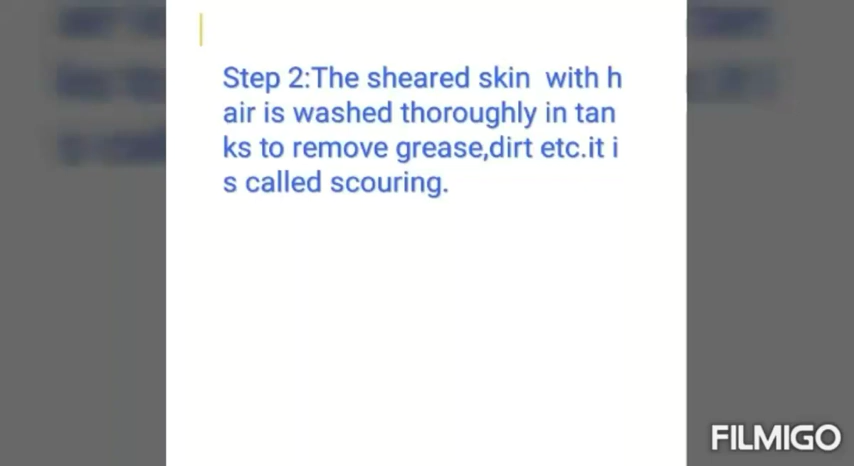 Step 2:The sheared skin  with h
air is washed thoroughly in tan
ks to remove grease,dirt etc.it i
s called scouring.
FILMIGO